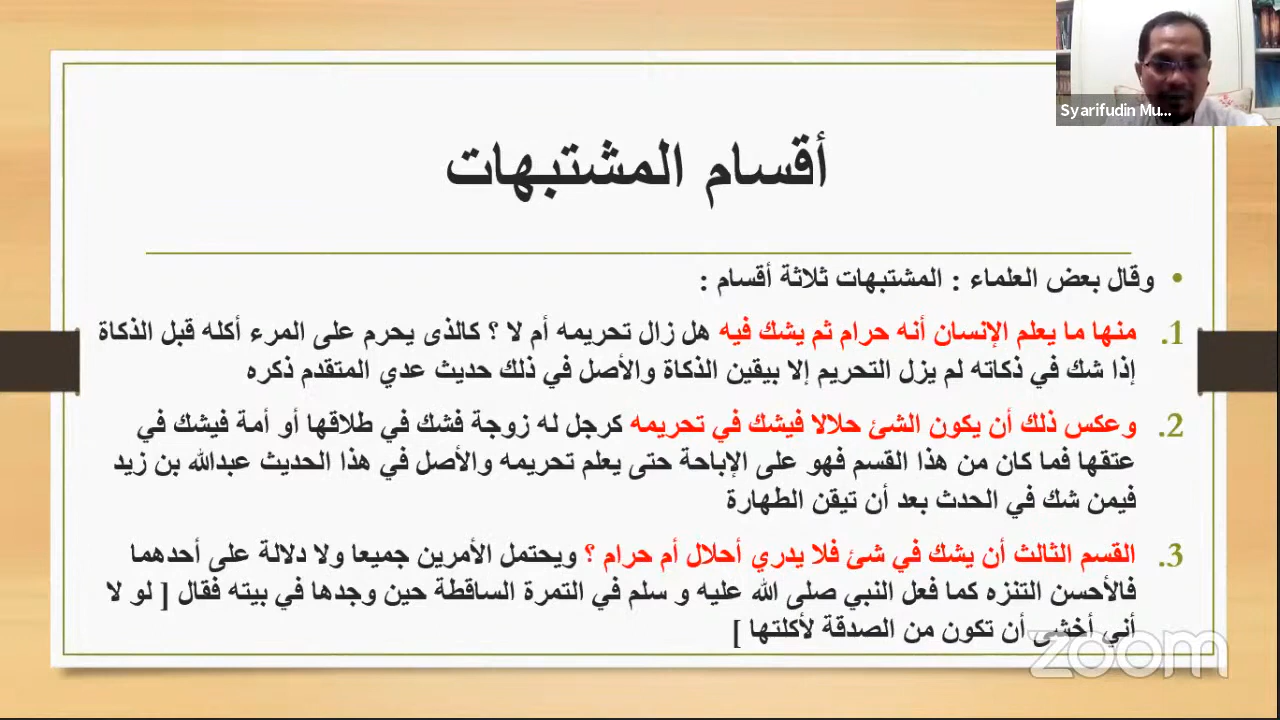 Syarifudin Mu...
أقسام المشتبهات
• وقال بعض العلماء : المشتبهات ثلاثة أقسام :
1. منها ما يعلم الإنسان أنه حرام ثم يشك فيه هل زال تحريمه أم لا ؟ كالذى يحرم على المرء أكله قبل الذكاة
إذا شك في ذكاته لم يزل التحريم إلا بيقين الذكاة والأصل في ذلك حديث عدي المتقدم ذكره
2. وعكس ذلك أن يكون الشئ حلالا فيشك في تحريمه كرجل له زوجة فشك في طلاقها أو أمة فيشك في
عتقها فما كان من هذا القسم فهو على الإباحة حتى يعلم تحريمه والأصل في هذا الحديث عبدالله بن زيد
فيمن شك في الحدث بعد أن تيقن الطهارة
3. القسم الثالث أن يشك في شئ فلا يدري أحلال أم حرام ؟ ويحتمل الأمرين جميعا ولا دلالة على أحدهما
فالأحسن التنزه كما فعل النبي صلى الله عليه و سلم في التمرة الساقطة حين وجدها في بيته فقال [ لو لا
أني أخشى أن تكون من الصدقة لأكلتها ]
zoom